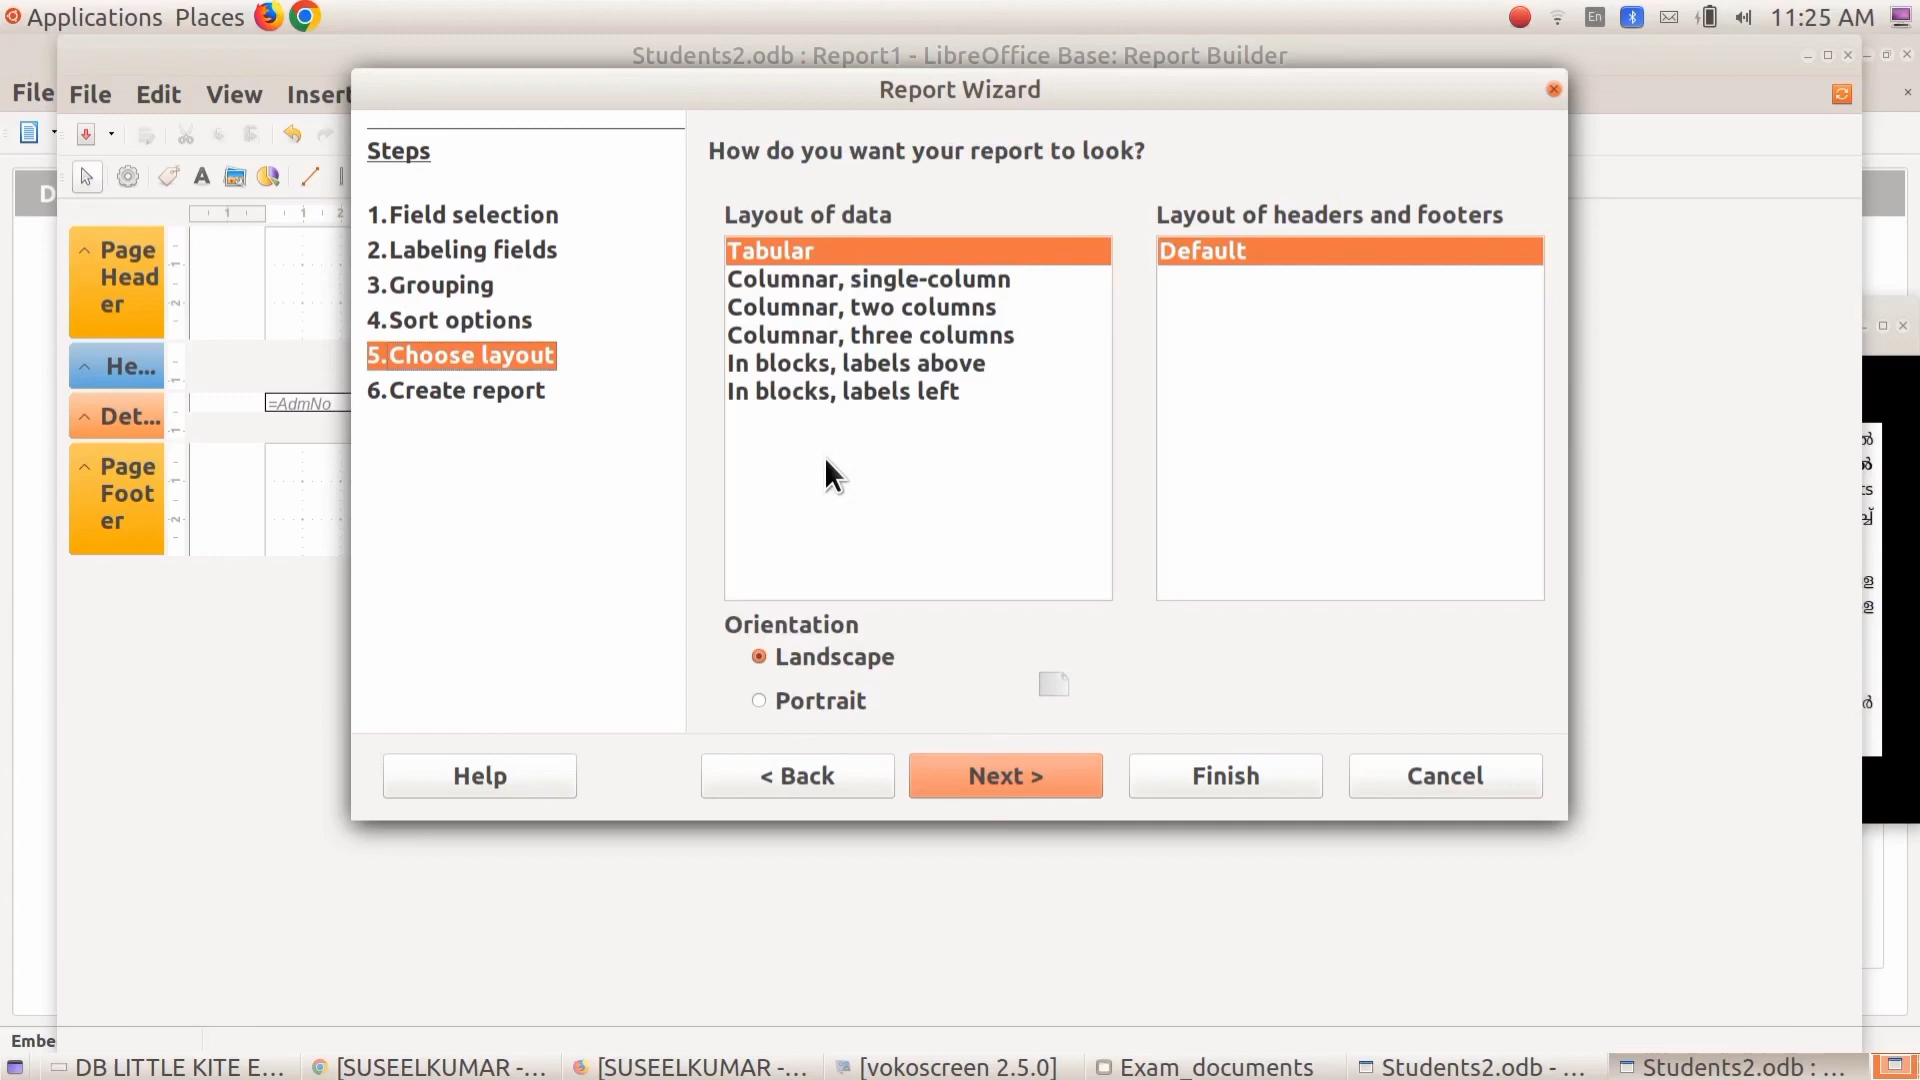 Applications Places
En
11:25 AM
Students2.odb : Report1 - LibreOffice Base: Report Builder
File
File Edit View Insert
Report Wizard
Steps
1.Field selection
2.Labeling fields
3.Grouping
4.Sort options
5.Choose layout
6.Create report
How do you want your report to look?
Layout of data
Tabular
Columnar, single-column
Columnar, two columns
Columnar, three columns
In blocks, labels above
In blocks, labels left
Layout of headers and footers
Default
Orientation
Landscape
Portrait
Help
< Back
Next >
Finish
Cancel
D
Page
Head
er
He...
Det...
=AdmNo
Page
Foot
er
Embe
DB LITTLE KITE E... [SUSEELKUMAR -... [SUSEELKUMAR -... [vokoscreen 2.5.0] Exam_documents Students2.odb - ... Students2.odb : ...